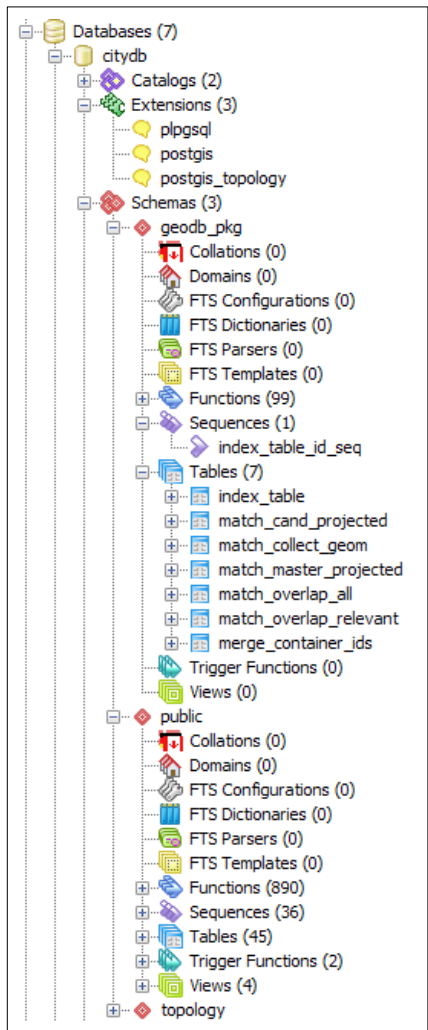 Databases (7)
citydb
Catalogs (2)
Extensions (3)
plpgsql
postgis
postgis_topology
Schemas (3)
geodb_pkg
Collations (0)
Domains (0)
FTS Configurations (0)
FTS Dictionaries (0)
FTS Parsers (0)
FTS Templates (0)
Functions (99)
Sequences (1)
index_table_id_seq
Tables (7)
index_table
match_cand_projected
match_collect_geom
match_master_projected
match_overlap_all
match_overlap_relevant
merge_container_ids
Trigger Functions (0)
Views (0)
public
Collations (0)
Domains (0)
FTS Configurations (0)
FTS Dictionaries (0)
FTS Parsers (0)
FTS Templates (0)
Functions (890)
Sequences (36)
Tables (45)
Trigger Functions (2)
Views (4)
topology